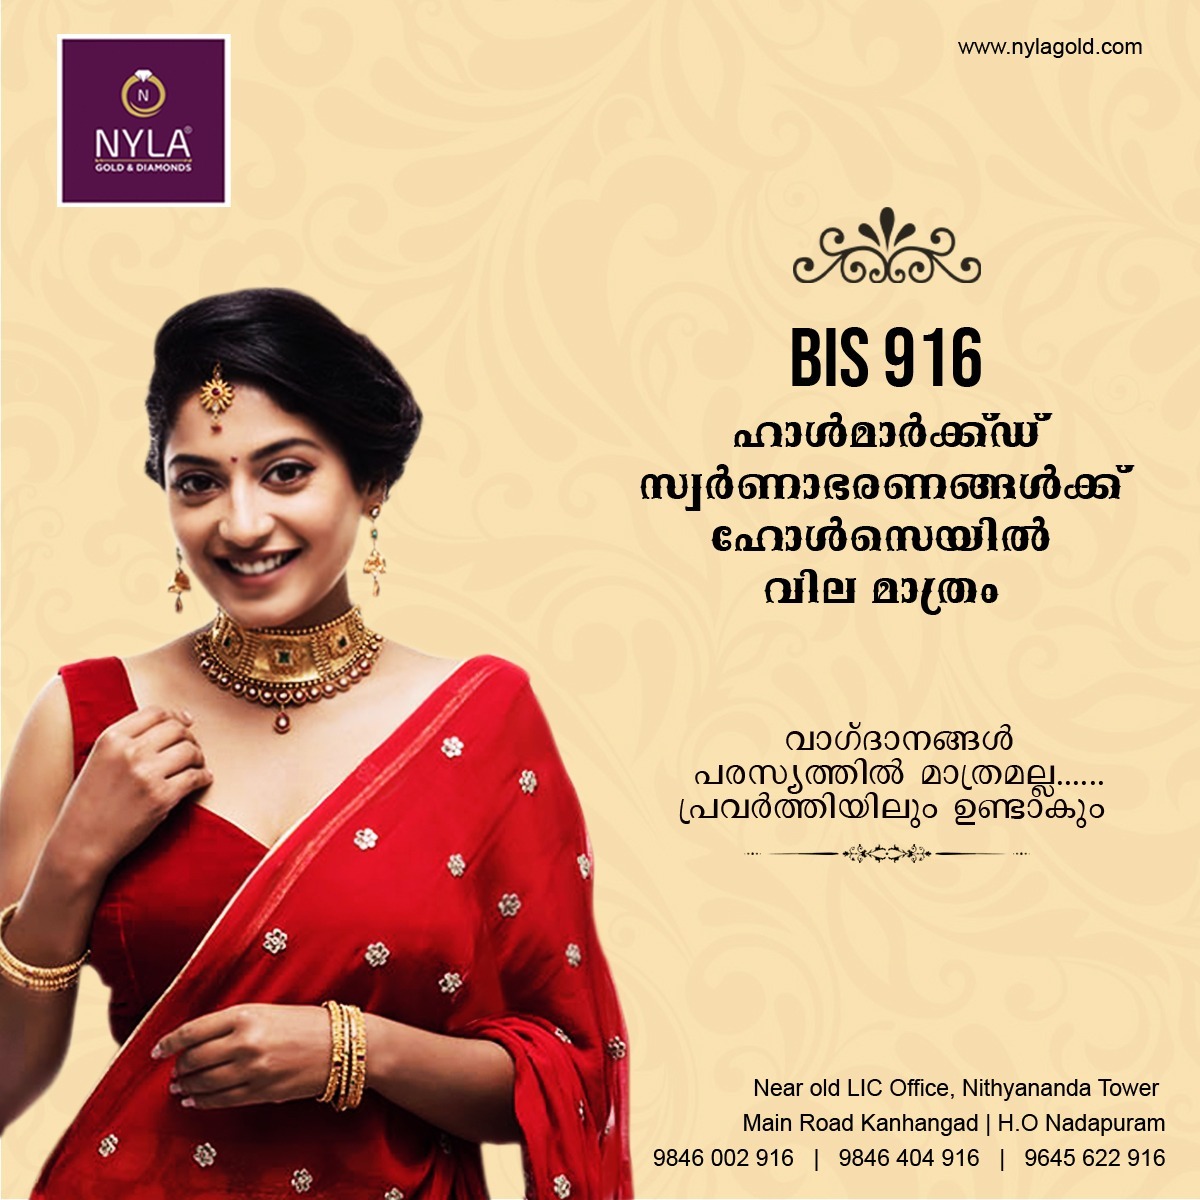 www.nylagold.com
N
NYLA®
GOLD & DIAMONDS
BIS 916
ഹാൾമാർക്ക്ഡ്
സ്വർണാഭരണങ്ങൾക്ക്
ഹോൾസെയിൽ
വില മാത്രം
വാഗ്ദാനങ്ങൾ
പരസ്യത്തിൽ മാത്രമല്ല......
പ്രവർത്തിയിലും ഉണ്ടാകും
Near old LIC Office, Nithyananda Tower
Main Road Kanhangad | H.O Nadapuram
9846 002 916 | 9846 404 916 | 9645 622 916